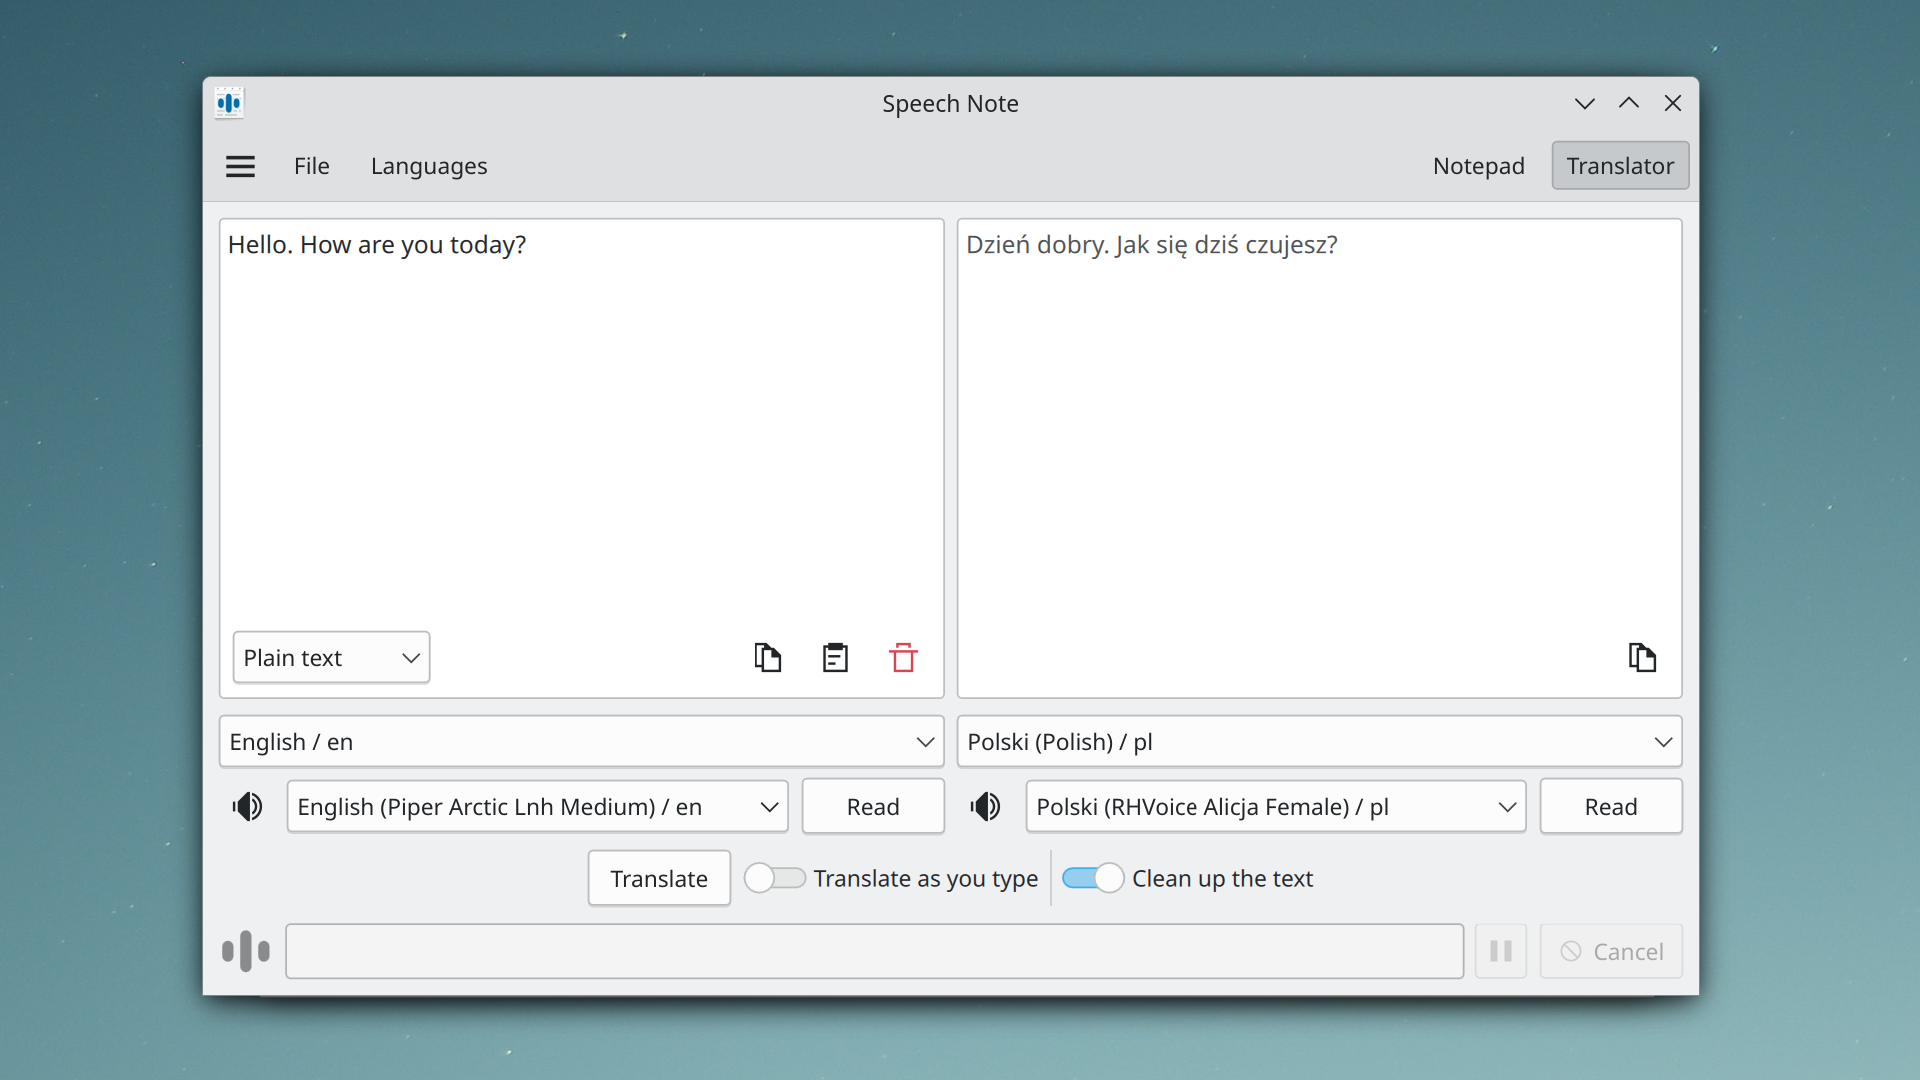 Speech Note
File Languages Notepad Translator
Hello. How are you today?
Dzień dobry. Jak się dziś czujesz?
Plain text
English / en
Polski (Polish) / pl
English (Piper Arctic Lnh Medium) / en Read
Polski (RHVoice Alicja Female) / pl Read
Translate Translate as you type Clean up the text
Cancel